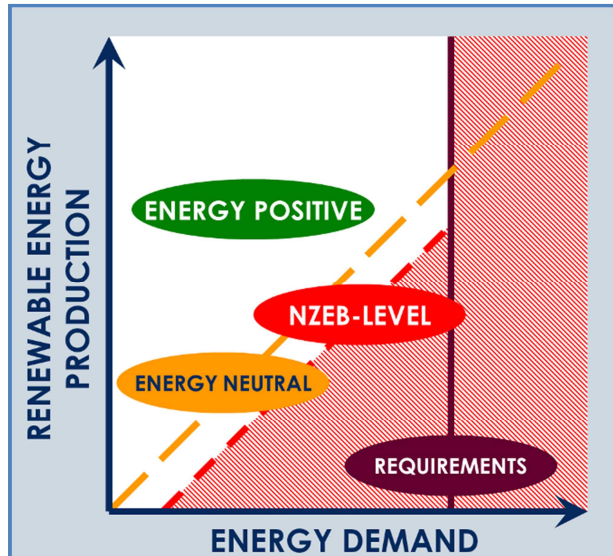 RENEWABLE ENERGY
PRODUCTION
ENERGY POSITIVE
NZEB-LEVEL
ENERGY NEUTRAL
REQUIREMENTS
ENERGY DEMAND